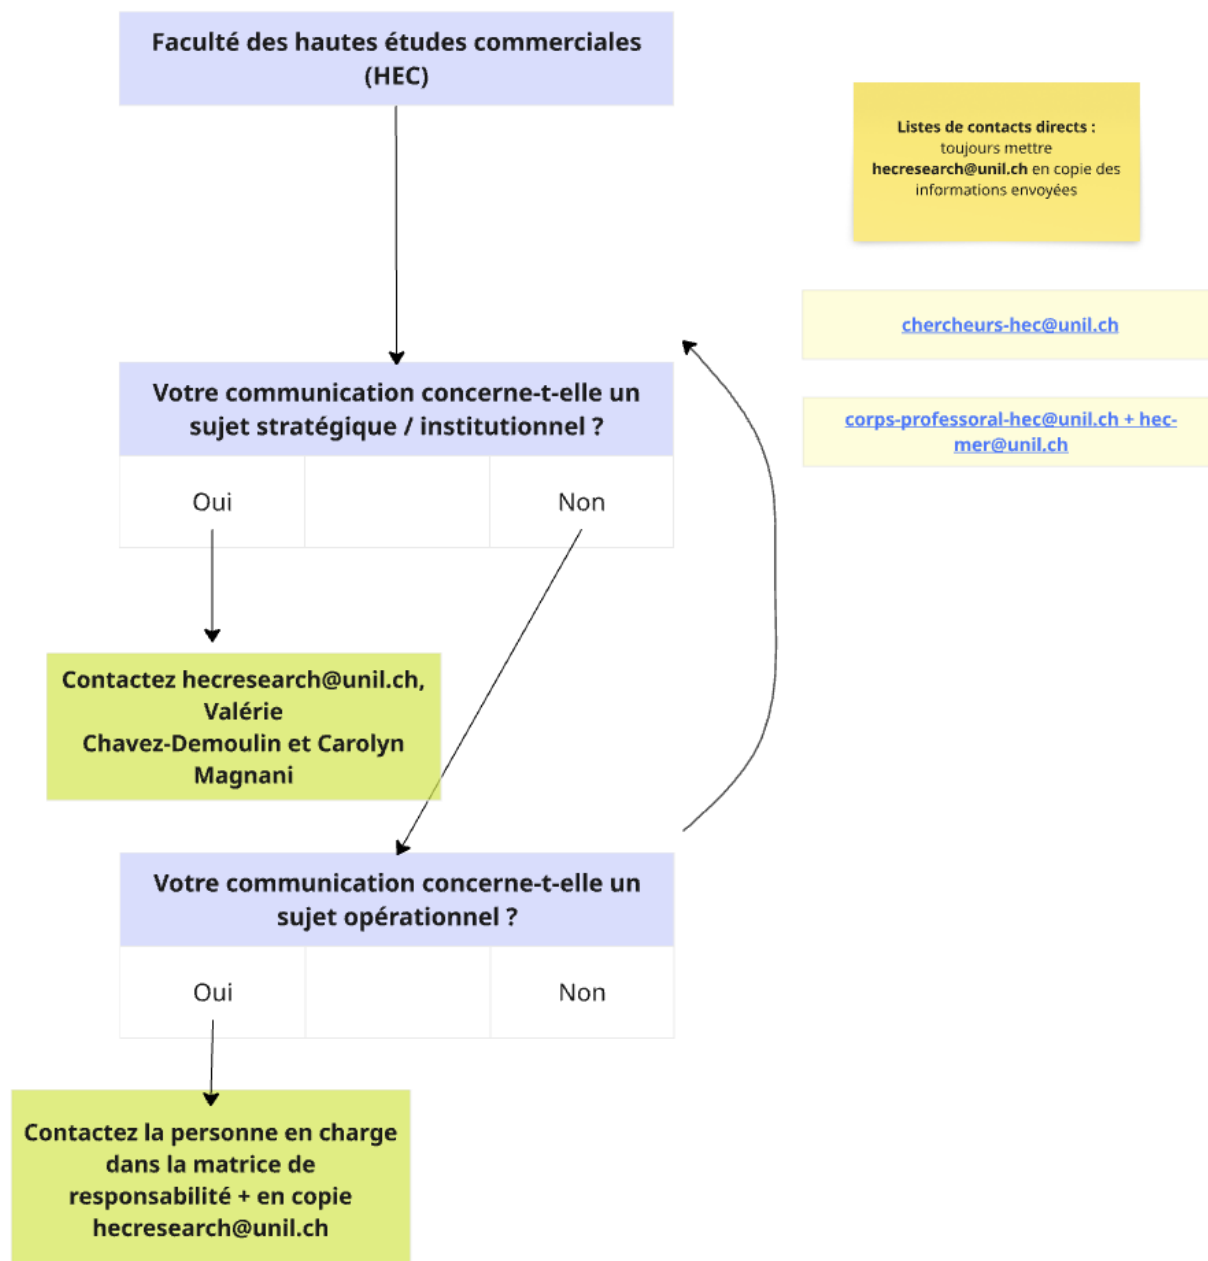 Faculté des hautes études commerciales
(HEC)
Listes de contacts directs :
toujours mettre
hecresearch@unil.ch en copie des
informations envoyées
chercheurs-hec@unil.ch
corps-professoral-hec@unil.ch + hec-
mer@unil.ch
Votre communication concerne-t-elle un
sujet stratégique / institutionnel ?
Oui
Non
Contactez hecresearch@unil.ch,
Valérie
Chavez-Demoulin et Carolyn
Magnani
Votre communication concerne-t-elle un
sujet opérationnel ?
Oui
Non
Contactez la personne en charge
dans la matrice de
responsabilité + en copie
hecresearch@unil.ch